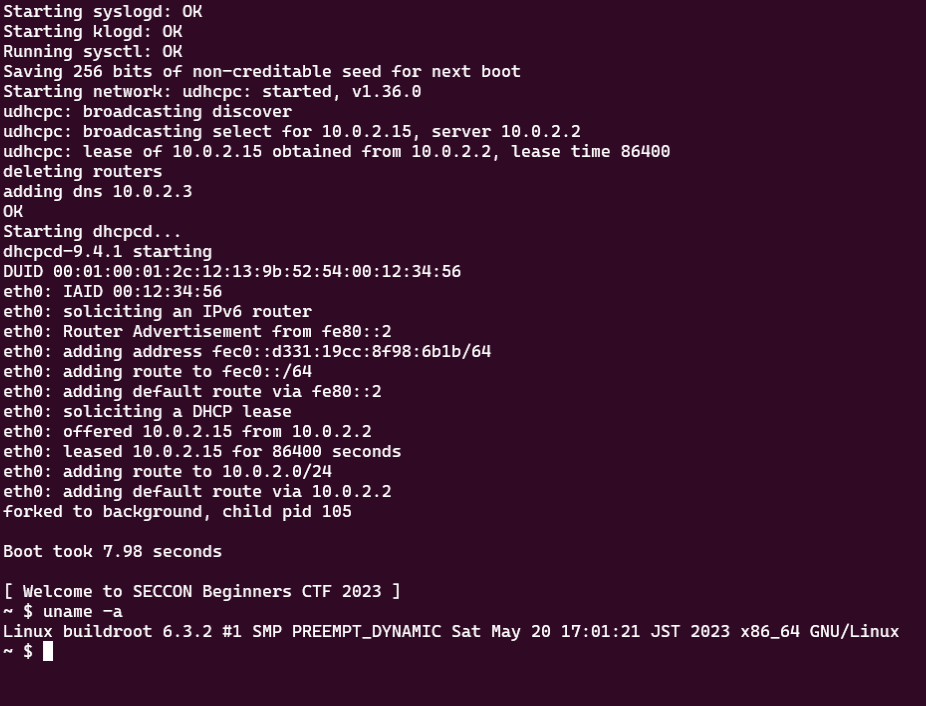 Starting syslogd: OK
Starting klogd: OK
Running sysctl: OK
Saving 256 bits of non-creditable seed for next boot
Starting network: udhcpc: started, v1.36.0
udhcpc: broadcasting discover
udhcpc: broadcasting select for 10.0.2.15, server 10.0.2.2
udhcpc: lease of 10.0.2.15 obtained from 10.0.2.2, lease time 86400
deleting routers
adding dns 10.0.2.3
OK
Starting dhcpcd...
dhcpcd-9.4.1 starting
DUID 00:01:00:01:2c:12:13:9b:52:54:00:12:34:56
eth0: IAID 00:12:34:56
eth0: soliciting an IPv6 router
eth0: Router Advertisement from fe80::2
eth0: adding address fec0::d331:19cc:8f98:6b1b/64
eth0: adding route to fec0::/64
eth0: adding default route via fe80::2
eth0: soliciting a DHCP lease
eth0: offered 10.0.2.15 from 10.0.2.2
eth0: leased 10.0.2.15 for 86400 seconds
eth0: adding route to 10.0.2.0/24
eth0: adding default route via 10.0.2.2
forked to background, child pid 105
Boot took 7.98 seconds
[ Welcome to SECCON Beginners CTF 2023 ]
~ $ uname -a
Linux buildroot 6.3.2 #1 SMP PREEMPT_DYNAMIC Sat May 20 17:01:21 JST 2023 x86_64 GNU/Linux
~ $